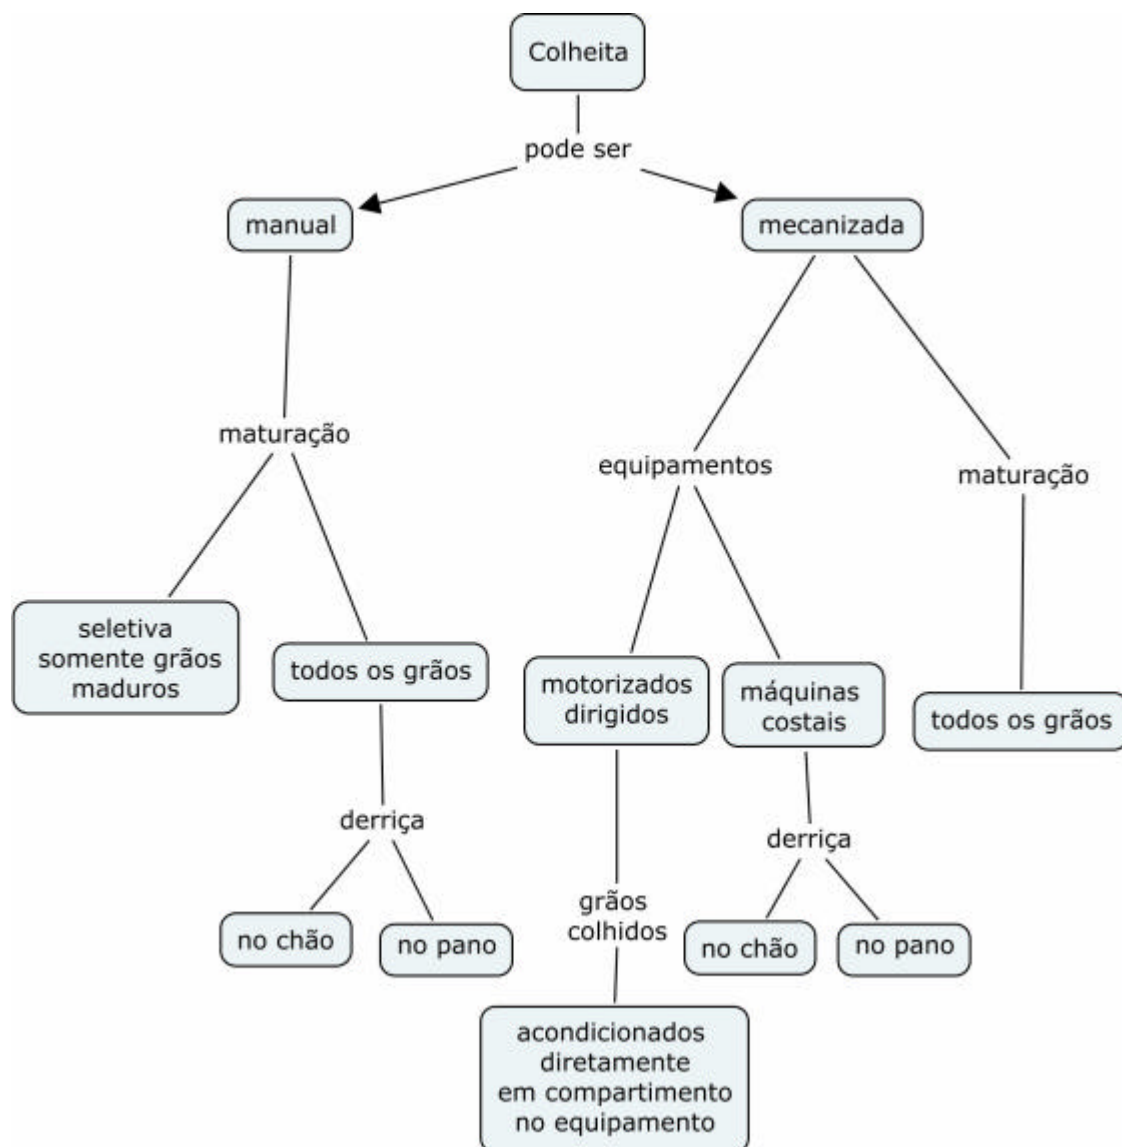 Colheita
pode ser
manual
mecanizada
maturação
equipamentos
maturação
seletiva
somente grãos
maduros
todos os grãos
motorizados
dirigidos
máquinas
costais
todos os grãos
derriça
derriça
grãos
colhidos
no chão
no pano
no chão
no pano
acondicionados
diretamente
em compartimento
no equipamento